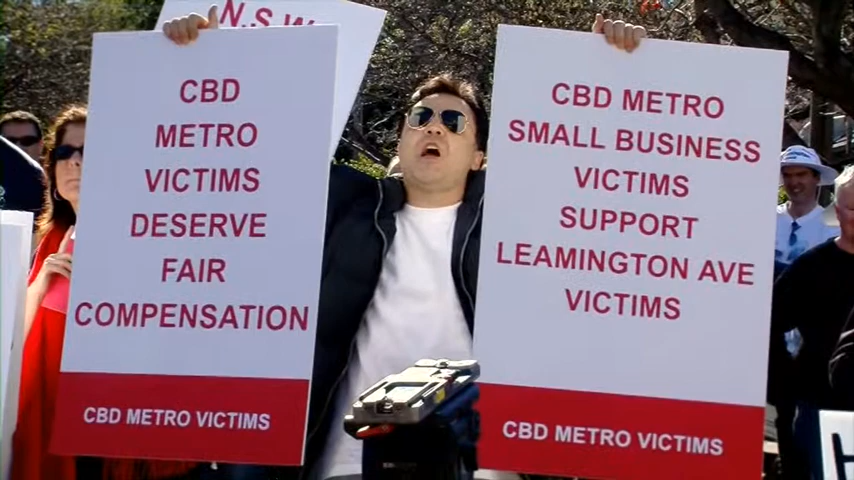 N.S.W
CBD
METRO
VICTIMS
DESERVE
FAIR
COMPENSATION
CBD METRO VICTIMS
CBD METRO
SMALL BUSINESS
VICTIMS
SUPPORT
LEAMINGTON AVE
VICTIMS
CBD METRO VICTIMS